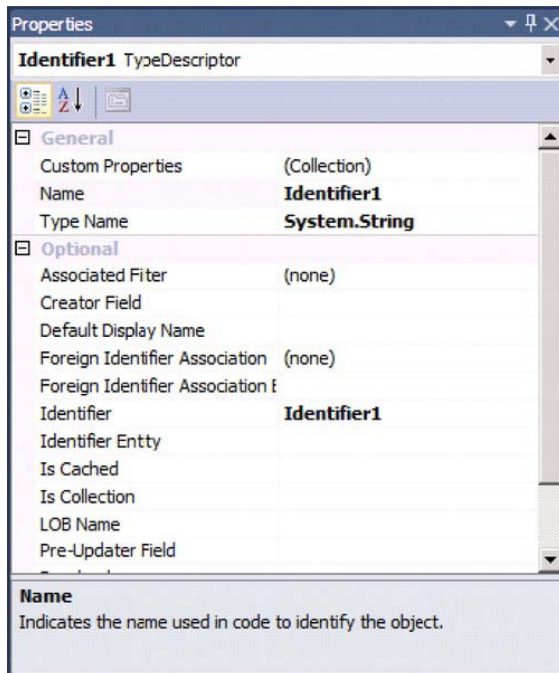 Properties
Identifier1 TypeDescriptor
General
Custom Properties (Collection)
Name Identifier1
Type Name System.String
Optional
Associated Fiter (none)
Creator Field
Default Display Name
Foreign Identifier Association (none)
Foreign Identifier Association E
Identifier Identifier1
Identifier Entty
Is Cached
Is Collection
LOB Name
Pre-Updater Field
Name
Indicates the name used in code to identify the object.